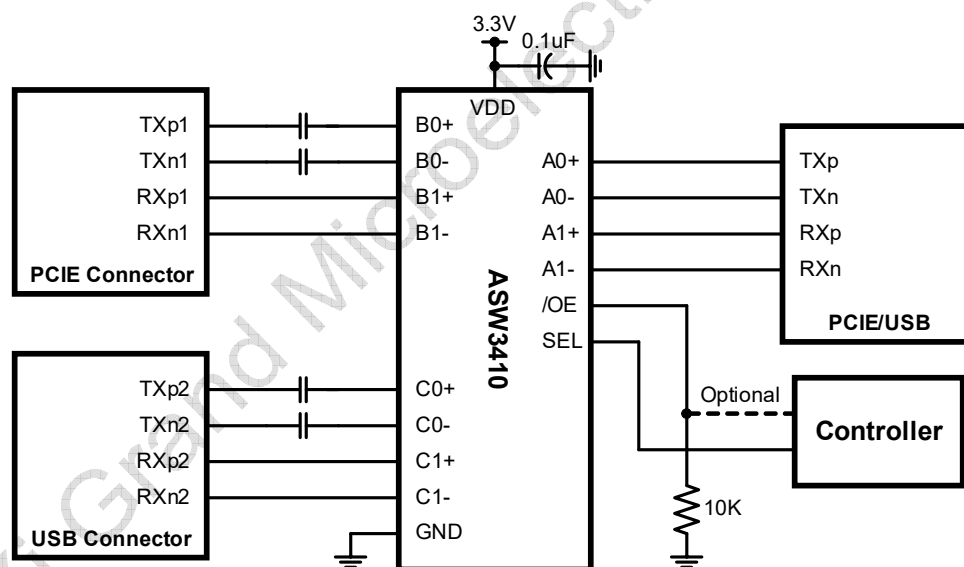 3.3V
0.1uF
VDD
TXp1
TXn1
RXp1
RXn1
PCIE Connector
B0+
B0-
B1+
B1-
A0+
A0-
A1+
A1-
/OE
SEL
TXp
TXn
RXp
RXn
PCIE/USB
ASW3410
TXp2
TXn2
RXp2
RXn2
USB Connector
C0+
C0-
C1+
C1-
GND
Optional
Controller
10K
Grand Microelect